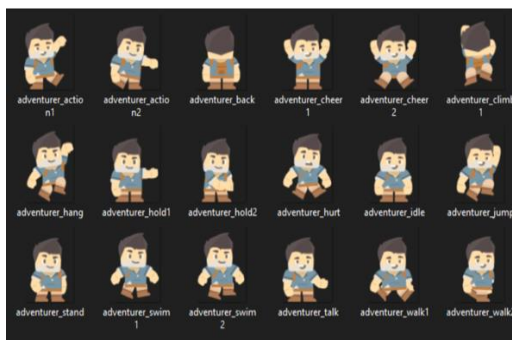 adventurer_actio
n1
adventurer_actio
n2
adventurer_back
adventurer_cheer
1
adventurer_cheer
2
adventurer_climb
1
adventurer_hang
adventurer_hold1
adventurer_hold2
adventurer_hurt
adventurer_idle
adventurer_jump
adventurer_stand
adventurer_swim
1
adventurer_swim
2
adventurer_talk
adventurer_walk1
adventurer_walk2